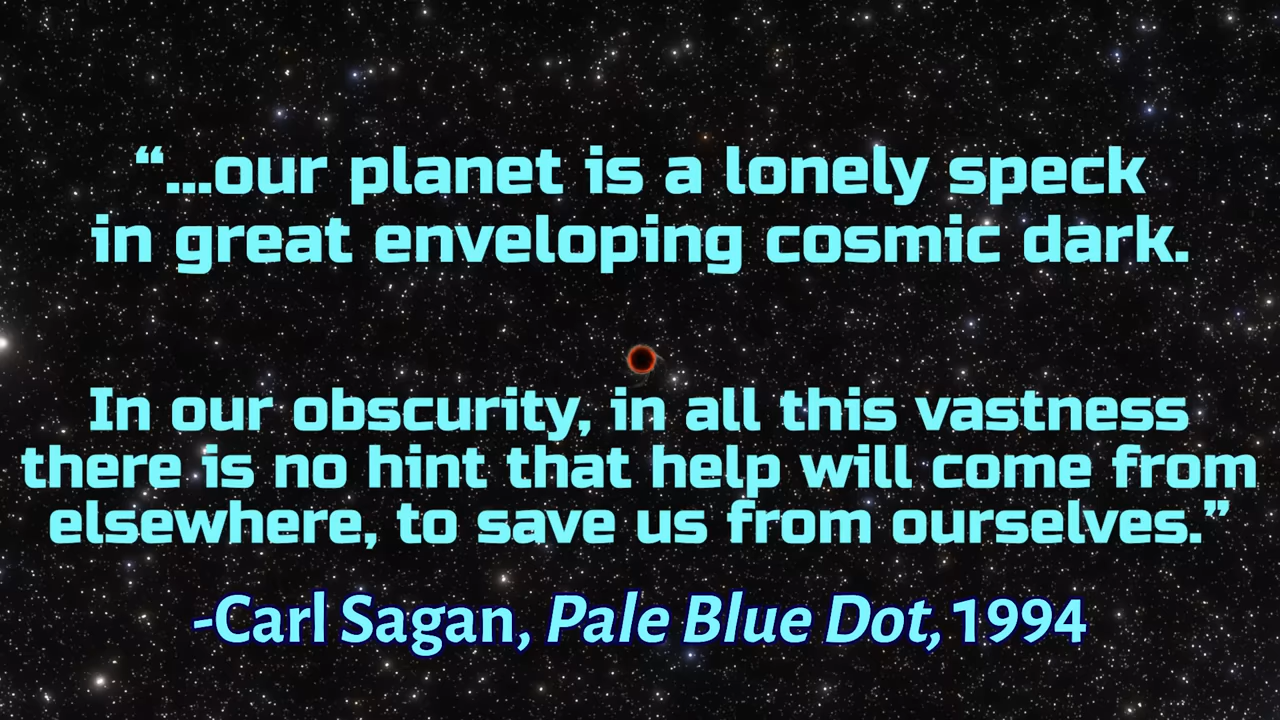 “...our planet is a lonely speck
in great enveloping cosmic dark.
In our obscurity, in all this vastness
there is no hint that help will come from
elsewhere, to save us from ourselves.”
-Carl Sagan, Pale Blue Dot, 1994